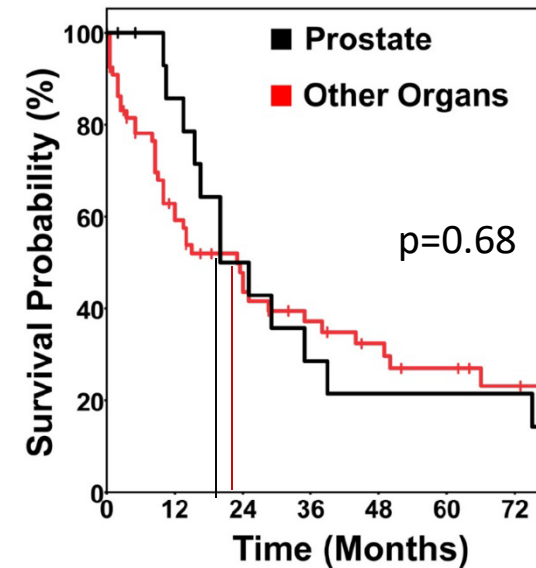 Prostate
Other Organs
p=0.68
Survival Probability (%)
100
80
60
40
20
0
0 12 24 36 48 60 72
Time (Months)